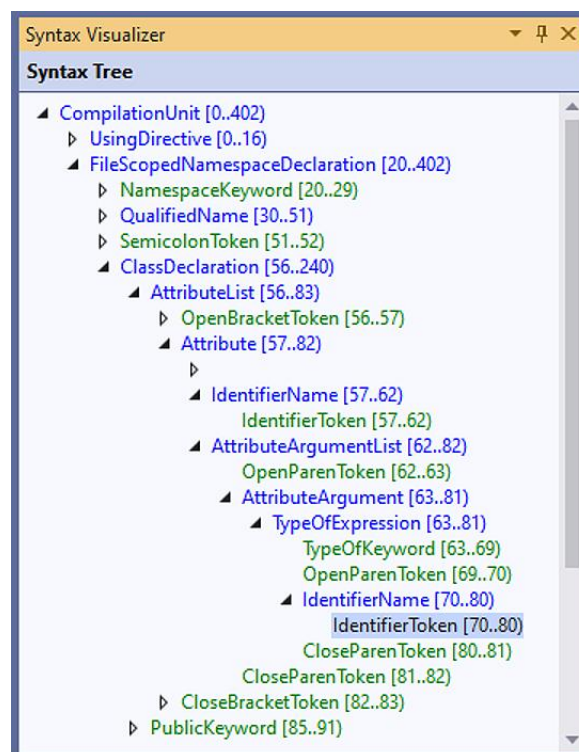 Syntax Visualizer
Syntax Tree
CompilationUnit [0..402)
UsingDirective [0..16)
FileScopedNamespaceDeclaration [20..402)
NamespaceKeyword [20..29)
QualifiedName [30..51)
SemicolonToken [51..52)
ClassDeclaration [56..240)
AttributeList [56..83)
OpenBracketToken [56..57)
Attribute [57..82)
IdentifierName [57..62)
IdentifierToken [57..62)
AttributeArgumentList [62..82)
OpenParenToken [62..63)
AttributeArgument [63..81)
TypeOfExpression [63..81)
TypeOfKeyword [63..69)
OpenParenToken [69..70)
IdentifierName [70..80)
IdentifierToken [70..80)
CloseParenToken [80..81)
CloseParenToken [81..82)
CloseBracketToken [82..83)
PublicKeyword [85..91)